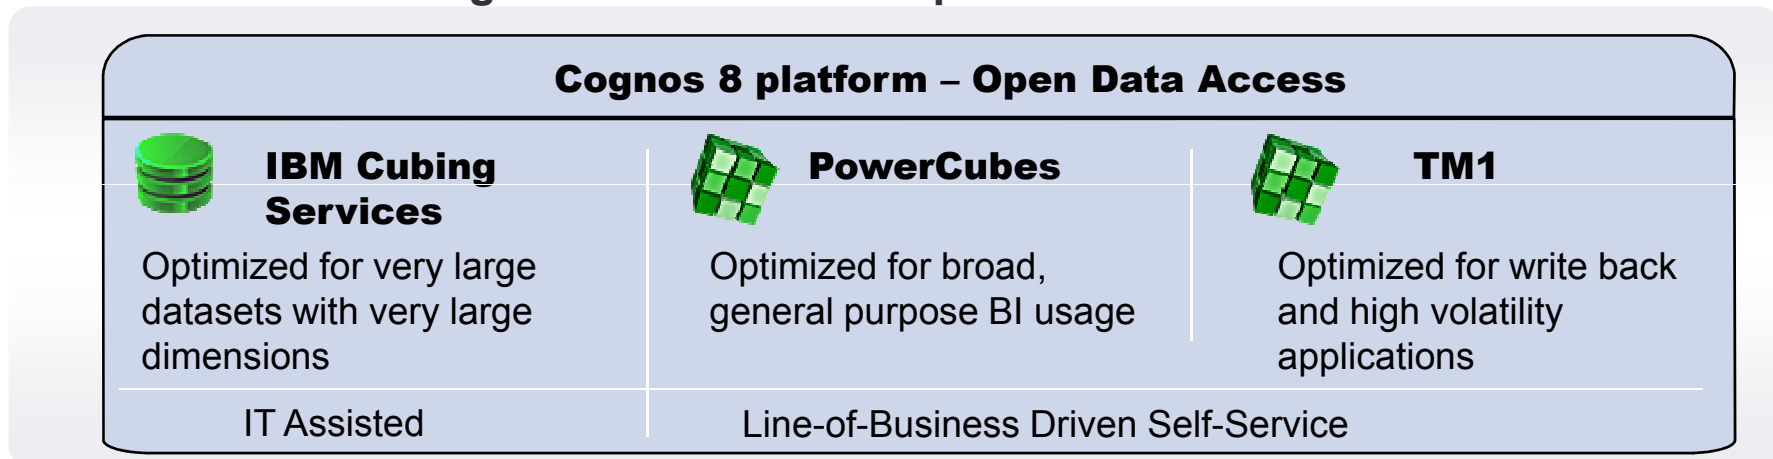 Cognos 8 platform – Open Data Access
IBM Cubing
Services
Optimized for very large
datasets with very large
dimensions
IT Assisted
PowerCubes
Optimized for broad,
general purpose BI usage
TM1
Optimized for write back
and high volatility
applications
Line-of-Business Driven Self-Service